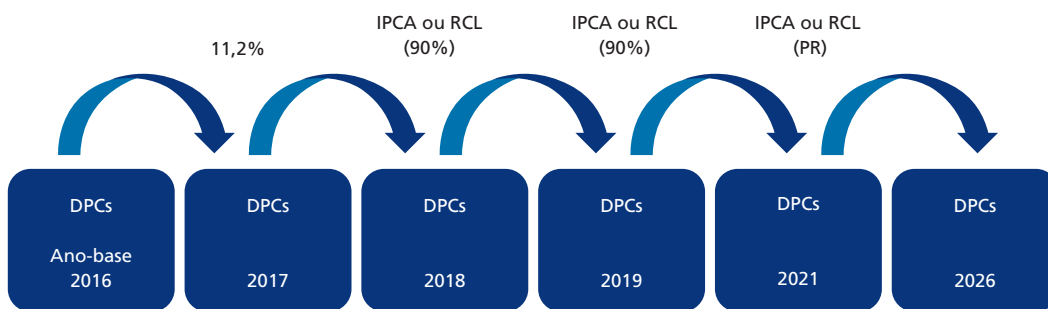 11,2%
IPCA ou RCL
(90%)
IPCA ou RCL
(90%)
IPCA ou RCL
(PR)
DPCs
Ano-base
2016
DPCs
2017
DPCs
2018
DPCs
2019
DPCs
2021
DPCs
2026